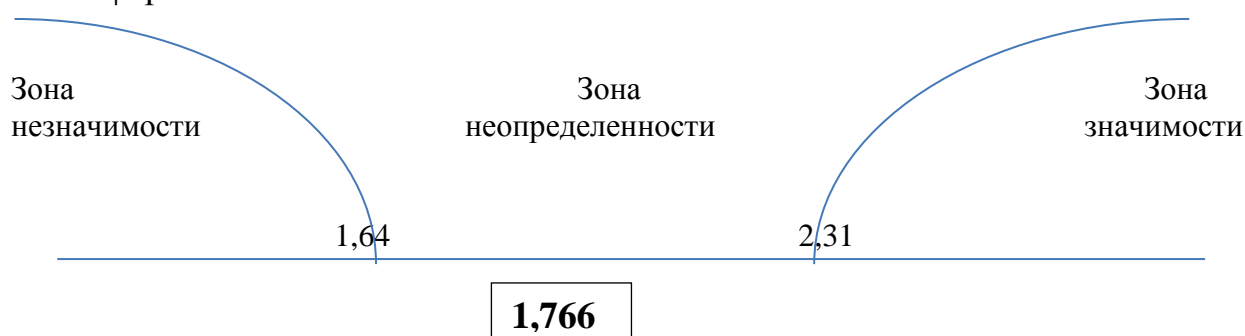 Зона
незначимости
Зона
неопределенности
Зона
значимости
1,64
2,31
1,766